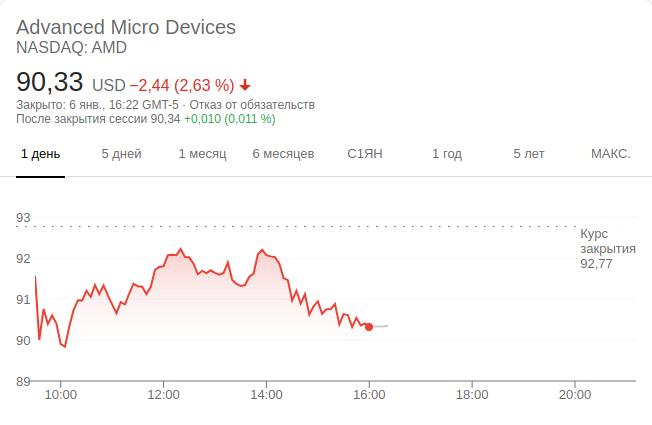 Advanced Micro Devices
NASDAQ: AMD
90,33 USD −2,44 (2,63 %)
Закрыто: 6 янв., 16:22 GMT-5 · Отказ от обязательств
После закрытия сессии 90,34 +0,010 (0,011 %)
1 день 5 дней 1 месяц 6 месяцев С1ЯН 1 год 5 лет МАКС.
93
Курс
закрытия
92,77
92
91
90
89
10:00 12:00 14:00 16:00 18:00 20:00